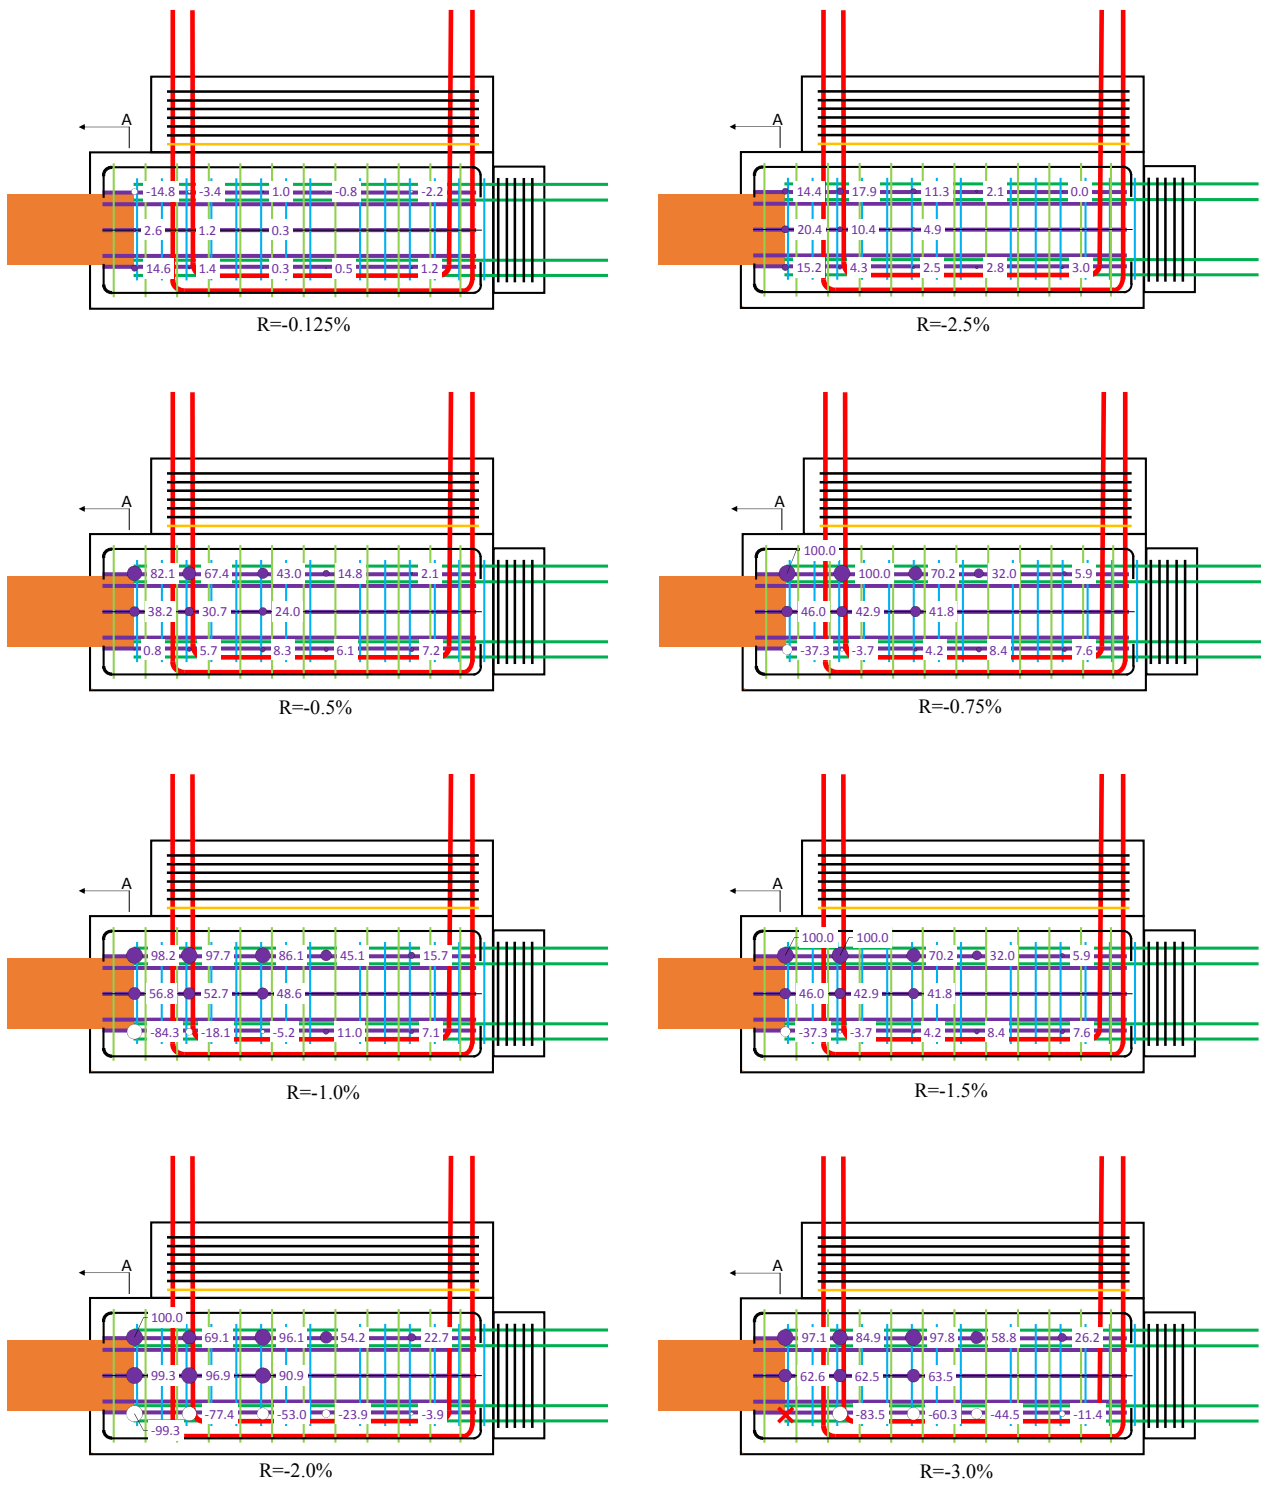 A
-14.8 -3.4 1.0 -0.8 -2.2
2.6 1.2 0.3
14.6 1.4 0.3 0.5 1.2
R=-0.125%
A
14.4 17.9 11.3 2.1 0.0
20.4 10.4 4.9
15.2 4.3 2.5 2.8 3.0
R=-2.5%
A
82.1 67.4 43.0 14.8 2.1
38.2 30.7 24.0
0.8 5.7 8.3 6.1 7.2
R=-0.5%
A
100.0
100.0 70.2 32.0 5.9
46.0 42.9 41.8
-37.3 -3.7 4.2 8.4 7.6
R=-0.75%
A
98.2 97.7 86.1 45.1 15.7
56.8 52.7 48.6
-84.3 -18.1 -5.2 11.0 7.1
R=-1.0%
A
100.0 100.0
70.2 32.0 5.9
46.0 42.9 41.8
-37.3 -3.7 4.2 8.4 7.6
R=-1.5%
A
100.0
69.1 96.1 54.2 22.7
99.3 96.9 90.9
-77.4 -53.0 -23.9 -3.9
-99.3
R=-2.0%
A
97.1 84.9 97.8 58.8 26.2
62.6 62.5 63.5
-83.5 -60.3 -44.5 -11.4
R=-3.0%